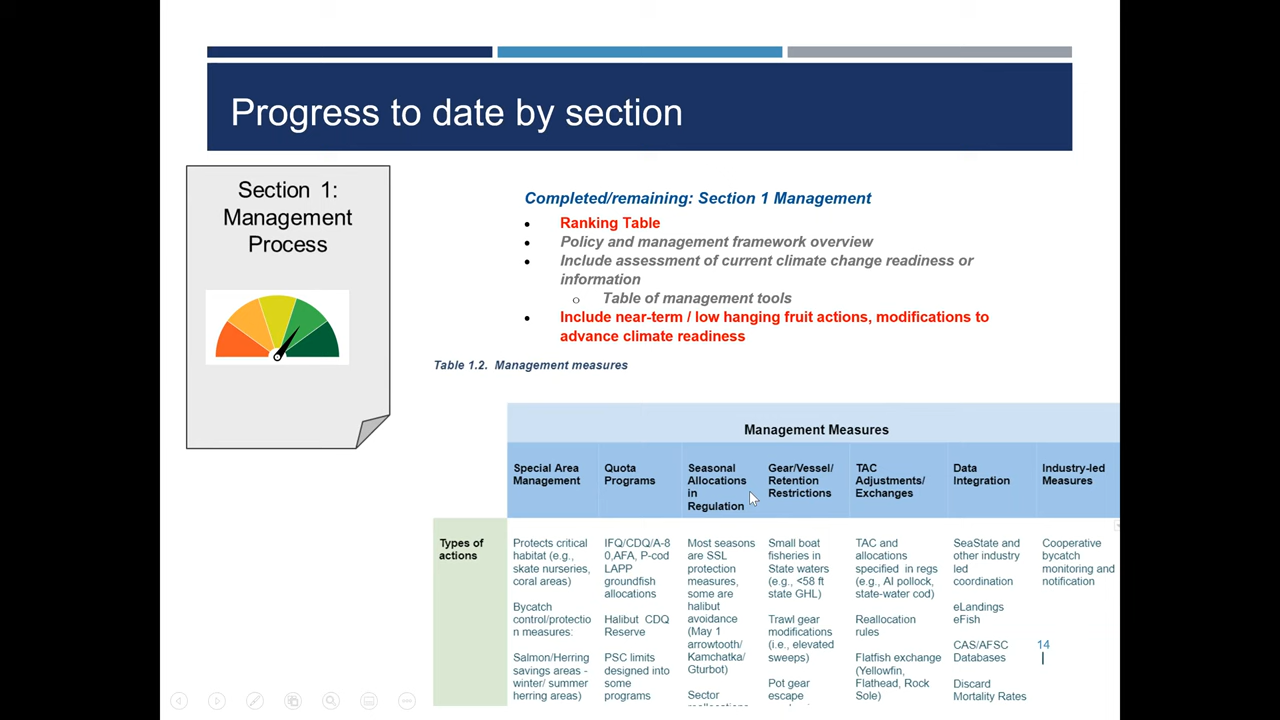 Progress to date by section
Section 1:
Management
Process
Completed/remaining: Section 1 Management
Ranking Table
Policy and management framework overview
Include assessment of current climate change readiness or
information
Table of management tools
Include near-term / low hanging fruit actions, modifications to
advance climate readiness
Table 1.2. Management measures
Management Measures
Special Area
Management
Quota
Programs
Seasonal
Allocations
in
Regulation
Gear/Vessel/
Retention
Restrictions
TAC
Adjustments/
Exchanges
Data
Integration
Industry-led
Measures
Types of
actions
Protects critical
habitat (e.g.,
skate nurseries,
coral areas)
Bycatch
control/protectio
n measures:
Salmon/Herring
savings areas -
winter/ summer
herring areas)
IFQ/CDQ/A-8
0,AFA, P-cod
LAPP
groundfish
allocations
Halibut CDQ
Reserve
PSC limits
designed into
some
programs
Most seasons
are SSL
protection
measures,
some are
halibut
avoidance
(May 1
arrowtooth/
Kamchatka/
Gturbot)
Sector
Small boat
fisheries in
State waters
(e.g., <58 ft
state GHL)
Trawl gear
modifications
(i.e., elevated
sweeps)
Pot gear
escape
TAC and
allocations
specified in regs
(e.g., AI pollock,
state-water cod)
Reallocation
rules
Flatfish exchange
(Yellowfin,
Flathead, Rock
Sole)
SeaState and
other industry
led
coordination
eLandings
eFish
CAS/AFSC
Databases
Discard
Mortality Rates
Cooperative
bycatch
monitoring and
notification
14